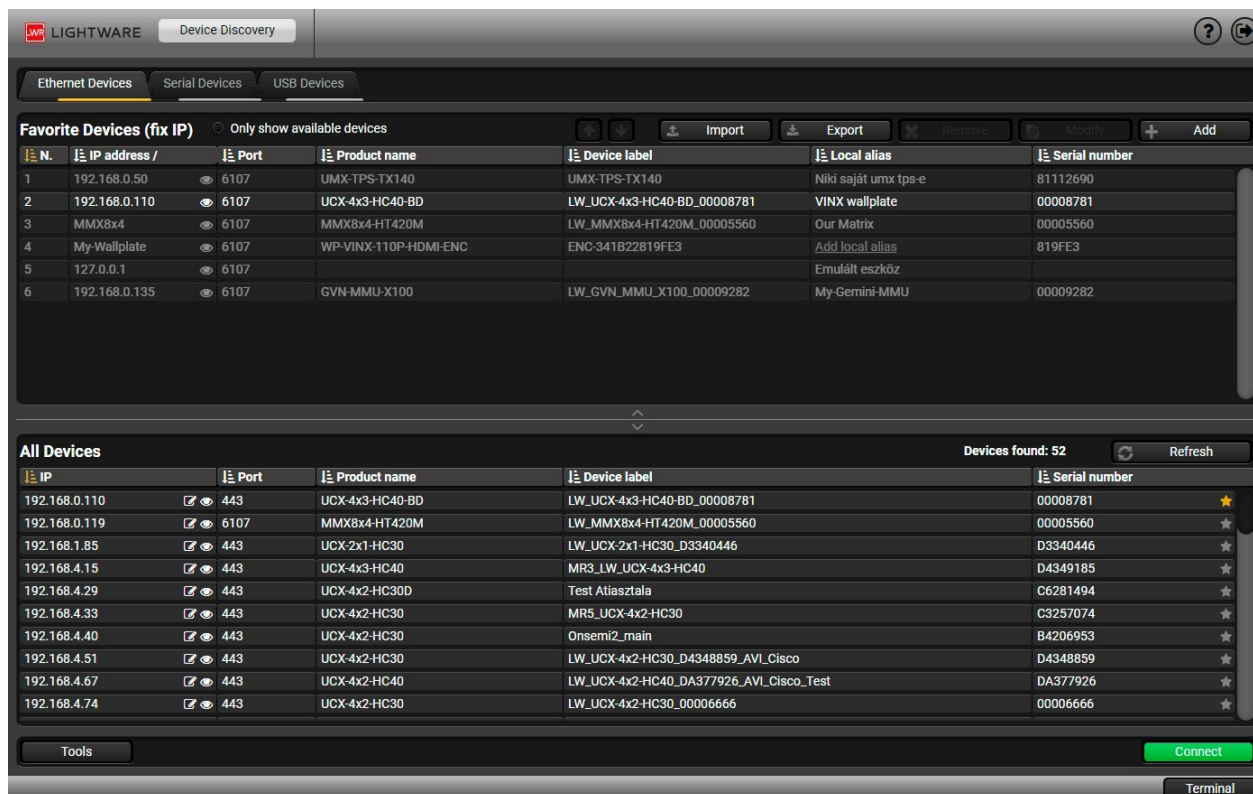 LWR LIGHTWARE Device Discovery ?
Ethernet Devices Serial Devices USB Devices
Favorite Devices (fix IP) Only show available devices Import Export Remove Modify Add
N. IP address / Port Product name Device label Local alias Serial number
1 192.168.0.50 6107 UMX-TPS-TX140 UMX-TPS-TX140 Niki saját umx tps-e 81112690
2 192.168.0.110 6107 UCX-4x3-HC40-BD LW_UCX-4x3-HC40-BD_00008781 VINX wallplate 00008781
3 MMX8x4 6107 MMX8x4-HT420M LW_MMX8x4-HT420M_00005560 Our Matrix 00005560
4 My-Wallplate 6107 WP-VINX-110P-HDMI-ENC ENC-341B22819FE3 Add local alias 819FE3
5 127.0.0.1 6107 Emulált eszköz
6 192.168.0.135 6107 GVN-MMU-X100 LW_GVN_MMU_X100_00009282 My-Gemini-MMU 00009282
All Devices Devices found: 52 Refresh
IP Port Product name Device label Serial number
192.168.0.110 443 UCX-4x3-HC40-BD LW_UCX-4x3-HC40-BD_00008781 00008781
192.168.0.119 6107 MMX8x4-HT420M LW_MMX8x4-HT420M_00005560 00005560
192.168.1.85 443 UCX-2x1-HC30 LW_UCX-2x1-HC30_D3340446 D3340446
192.168.4.15 443 UCX-4x3-HC40 MR3_LW_UCX-4x3-HC40 D4349185
192.168.4.29 443 UCX-4x2-HC30D Test Atiasztala C6281494
192.168.4.33 443 UCX-4x2-HC30 MR5_UCX-4x2-HC30 C3257074
192.168.4.40 443 UCX-4x2-HC30 Onsemi2_main B4206953
192.168.4.51 443 UCX-4x2-HC30 LW_UCX-4x2-HC30_D4348859_AVI_Cisco D4348859
192.168.4.67 443 UCX-4x2-HC40 LW_UCX-4x2-HC40_DA377926_AVI_Cisco_Test DA377926
192.168.4.74 443 UCX-4x2-HC30 LW_UCX-4x2-HC30_00006666 00006666
Tools Connect
Terminal